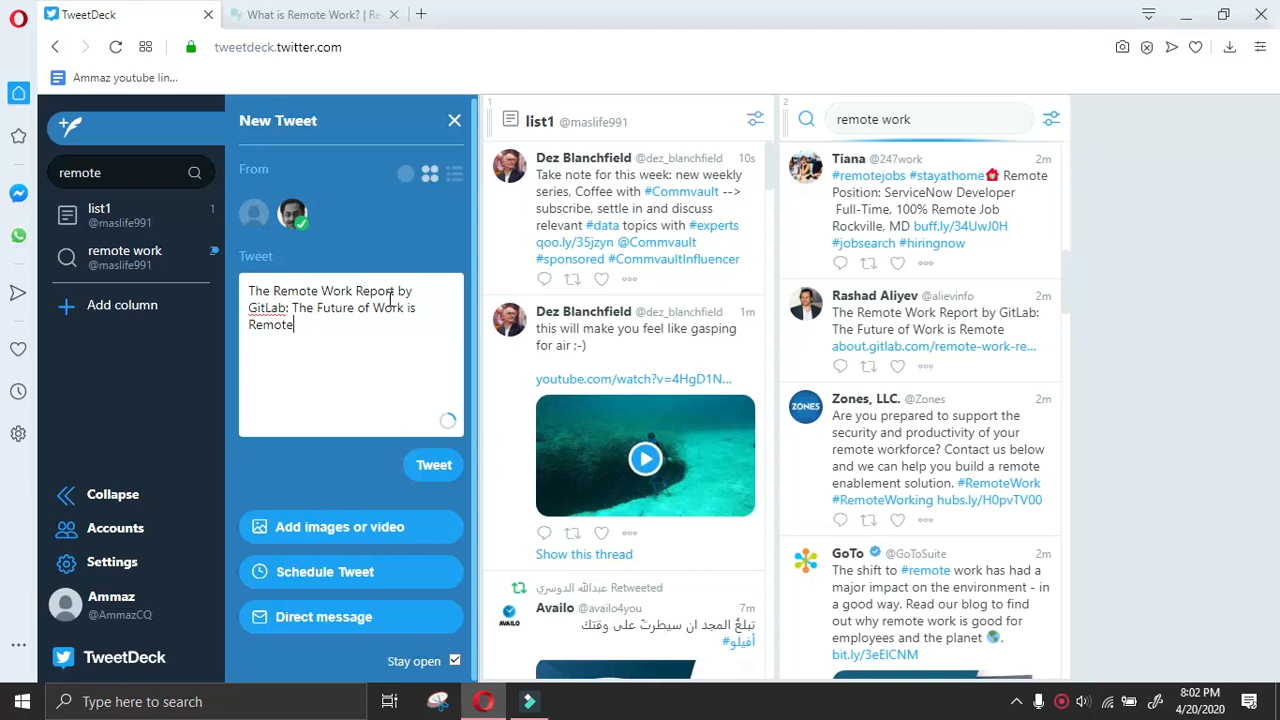 TweetDeck
What is Remote Work? | Re
tweetdeck.twitter.com
Ammaz youtube lin...
remote
list1
@maslife991
1
remote work
@maslife991
Add column
Collapse
Accounts
Settings
Ammaz
@AmmazCQ
TweetDeck
New Tweet
From
Tweet
The Remote Work Report by
GitLab: The Future of Work is
Remote
Tweet
Add images or video
Schedule Tweet
Direct message
Stay open
1
list1 @maslife991
Dez Blanchfield @dez_blanchfield 10s
Take note for this week: new weekly
series, Coffee with #Commvault -->
subscribe, settle in and discuss
relevant #data topics with #experts
qoo.ly/35jzyn @Commvault
#sponsored #CommvaultInfluencer
Dez Blanchfield @dez_blanchfield 1m
this will make you feel like gasping
for air ;-)
youtube.com/watch?v=4HgD1N...
Show this thread
عبدالله الدوسري Retweeted
Availo @availo4you 7m
تبلغُ المجد ان سيطرتْ على وقتك
#أفيلو
2
remote work
Tiana @247work 2m
#remotejobs #stayathome Remote
Position: ServiceNow Developer
Full-Time, 100% Remote Job
Rockville, MD buff.ly/34UwJ0H
#jobsearch #hiringnow
Rashad Aliyev @alievinfo 2m
The Remote Work Report by GitLab:
The Future of Work is Remote
about.gitlab.com/remote-work-re...
ZONES
Zones, LLC. @Zones 2m
Are you prepared to support the
security and productivity of your
remote workforce? Contact us below
and we can help you build a remote
enablement solution. #RemoteWork
#RemoteWorking hubs.ly/H0pvTV00
GoTo @GoToSuite 2m
The shift to #remote work has had a
major impact on the environment - in
a good way. Read our blog to find
out why remote work is good for
employees and the planet 🌎.
bit.ly/3eElCNM
Type here to search
8:02 PM
4/20/2020